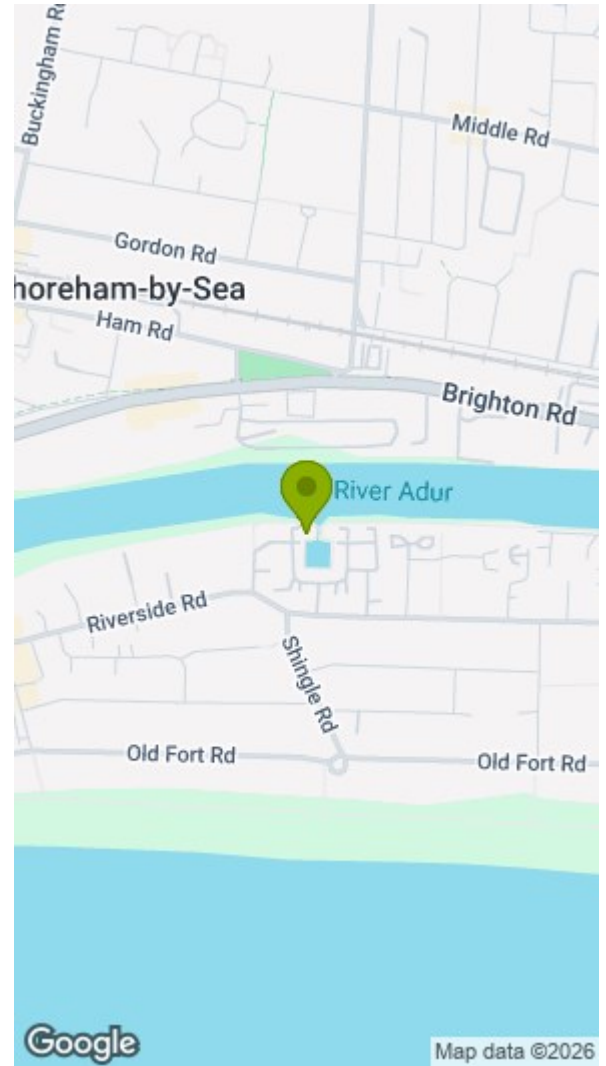 Buckingham R
Middle Rd
Gordon Rd
horeham-by-Sea
Ham Rd
Brighton Rd
River Adur
Riverside Rd
Shingle Rd
Old Fort Rd
Old Fort Rd
Google
Map data ©2026